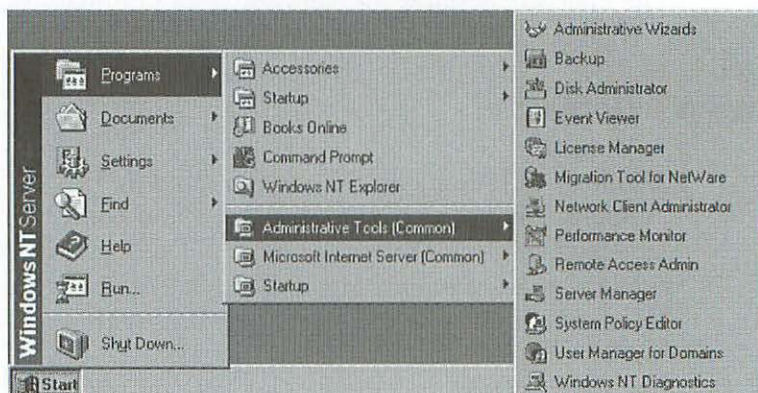 Windows NT Server
Programs
Documents
Settings
Find
Help
Run...
Shut Down...
Start
Accessories
Startup
Books Online
Command Prompt
Windows NT Explorer
Administrative Tools (Common)
Microsoft Internet Server (Common)
Startup
Administrative Wizards
Backup
Disk Administrator
Event Viewer
License Manager
Migration Tool for NetWare
Network Client Administrator
Performance Monitor
Remote Access Admin
Server Manager
System Policy Editor
User Manager for Domains
Windows NT Diagnostics